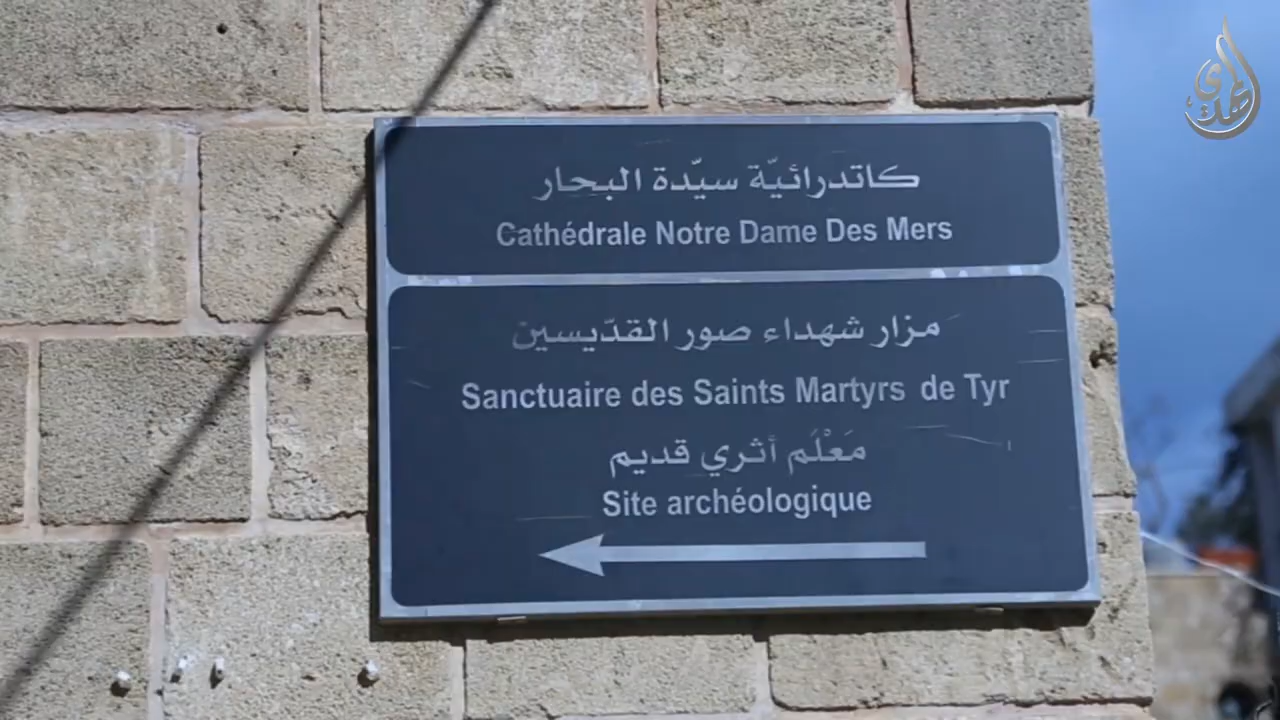 كاتدرائيّة سيّدة البحار
Cathédrale Notre Dame Des Mers
مزار شهداء صور القدّيسين
Sanctuaire des Saints Martyrs de Tyr
مَعْلَم أثري قديم
Site archéologique
الهدى